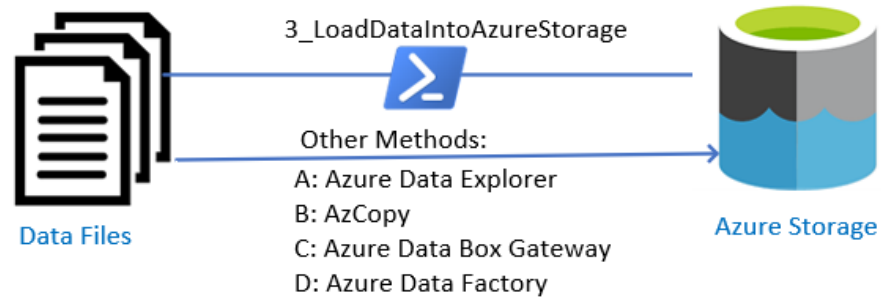 3_LoadDataIntoAzureStorage
Other Methods:
A: Azure Data Explorer
B: AzCopy
C: Azure Data Box Gateway
D: Azure Data Factory
Data Files
Azure Storage